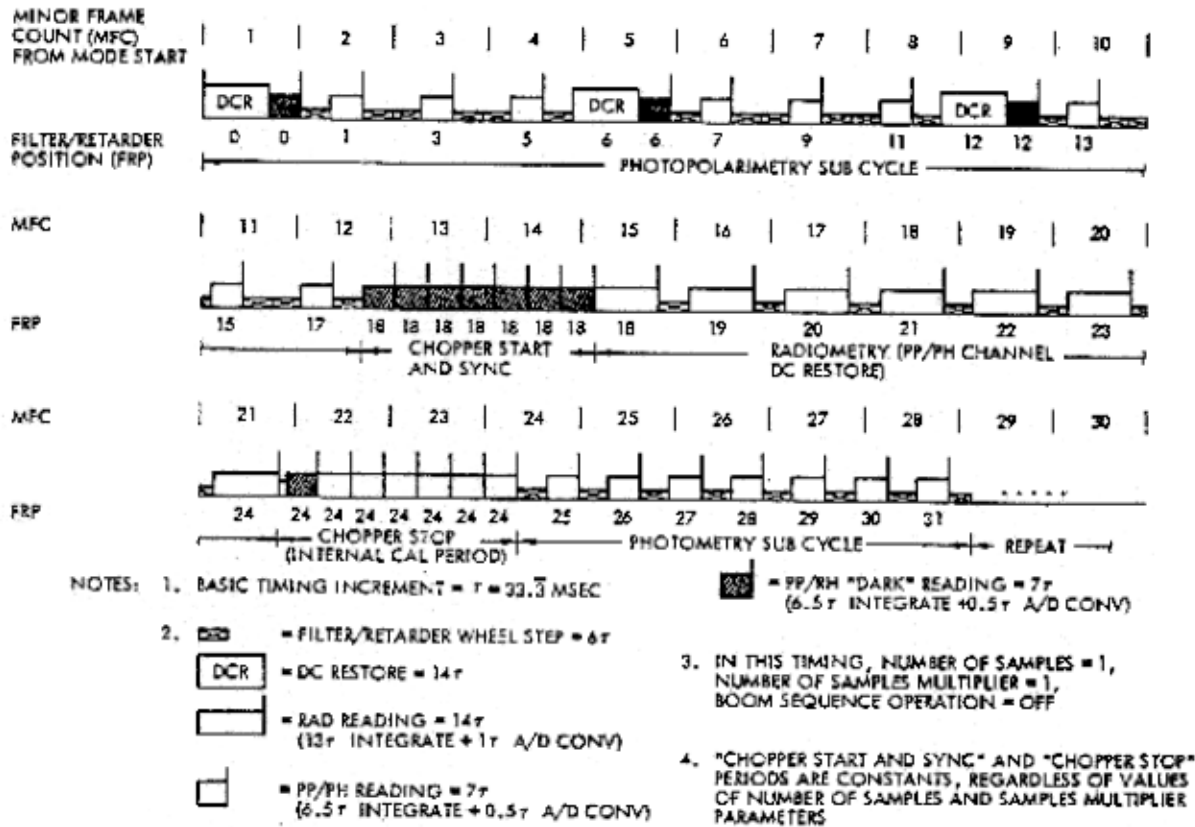 MINOR FRAME
COUNT (MFC)
FROM MODE START
1 2 3 4 5 6 7 8 9 10
DCR DCR DCR
FILTER/RETARDER
POSITION (FRP)
0 0 1 3 5 6 6 7 9 11 12 12 13
PHOTOPOLARIMETRY SUB CYCLE
MFC 11 12 13 14 15 16 17 18 19 20
FRP 15 17 18 18 18 18 18 18 18 18 19 20 21 22 23
CHOPPER START
AND SYNC
RADIOMETRY (PP/PH CHANNEL
DC RESTORE)
MFC 21 22 23 24 25 26 27 28 29 30
FRP 24 24 24 24 24 24 24 24 25 26 27 28 29 30 31
CHOPPER STOP
(INTERNAL CAL PERIOD)
PHOTOMETRY SUB CYCLE
REPEAT
NOTES: 1. BASIC TIMING INCREMENT = τ = 33.3̅ MSEC
2. = FILTER/RETARDER WHEEL STEP = 6τ
DCR = DC RESTORE = 14τ
= RAD READING = 14τ
(13τ INTEGRATE + 1τ A/D CONV)
= PP/PH READING = 7τ
(6.5τ INTEGRATE + 0.5τ A/D CONV)
= PP/RH "DARK" READING = 7τ
(6.5τ INTEGRATE +0.5τ A/D CONV)
3. IN THIS TIMING, NUMBER OF SAMPLES = 1,
NUMBER OF SAMPLES MULTIPLIER = 1,
BOOM SEQUENCE OPERATION = OFF
4. "CHOPPER START AND SYNC" AND "CHOPPER STOP"
PERIODS ARE CONSTANTS, REGARDLESS OF VALUES
OF NUMBER OF SAMPLES AND SAMPLES MULTIPLIER
PARAMETERS